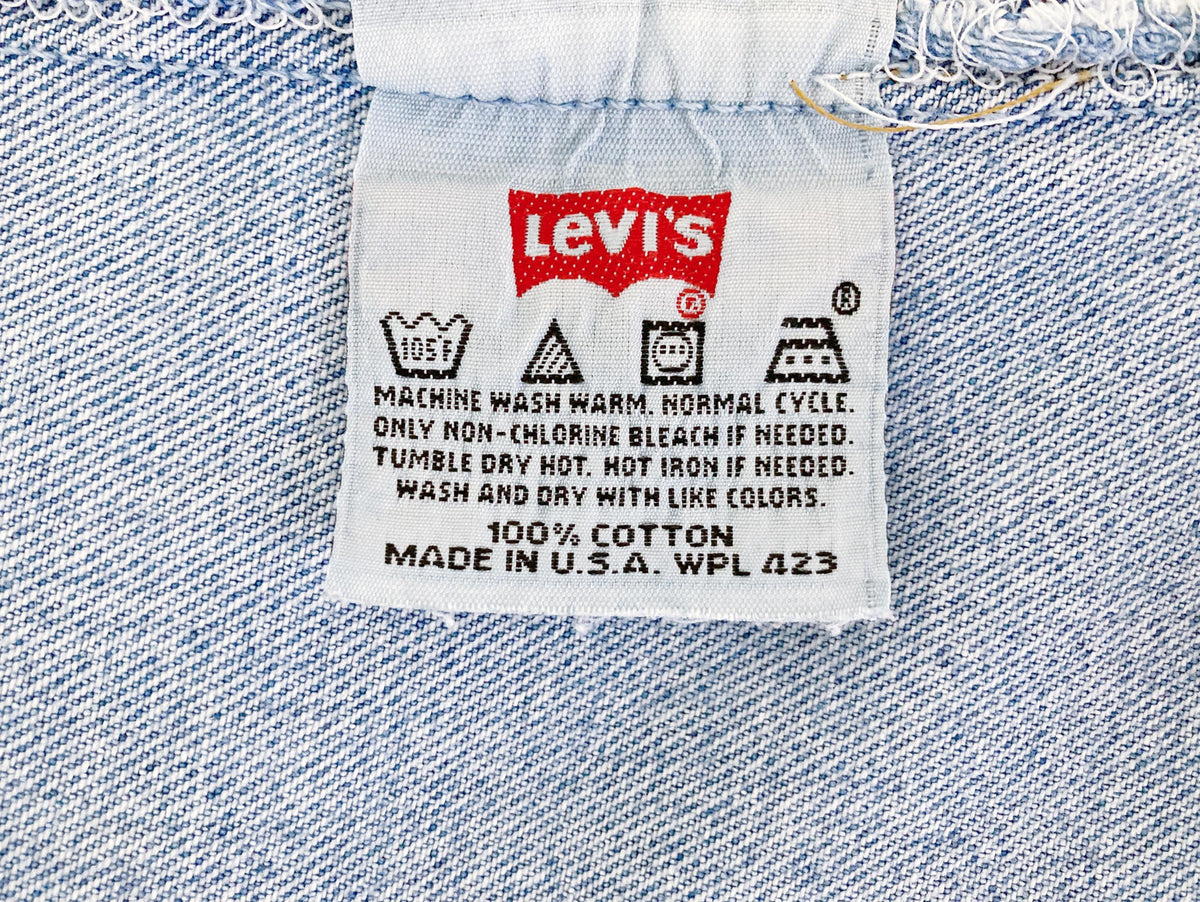 LEVI'S
®
®
105°F
MACHINE WASH WARM. NORMAL CYCLE.
ONLY NON-CHLORINE BLEACH IF NEEDED.
TUMBLE DRY HOT. HOT IRON IF NEEDED.
WASH AND DRY WITH LIKE COLORS.
100% COTTON
MADE IN U.S.A. WPL 423